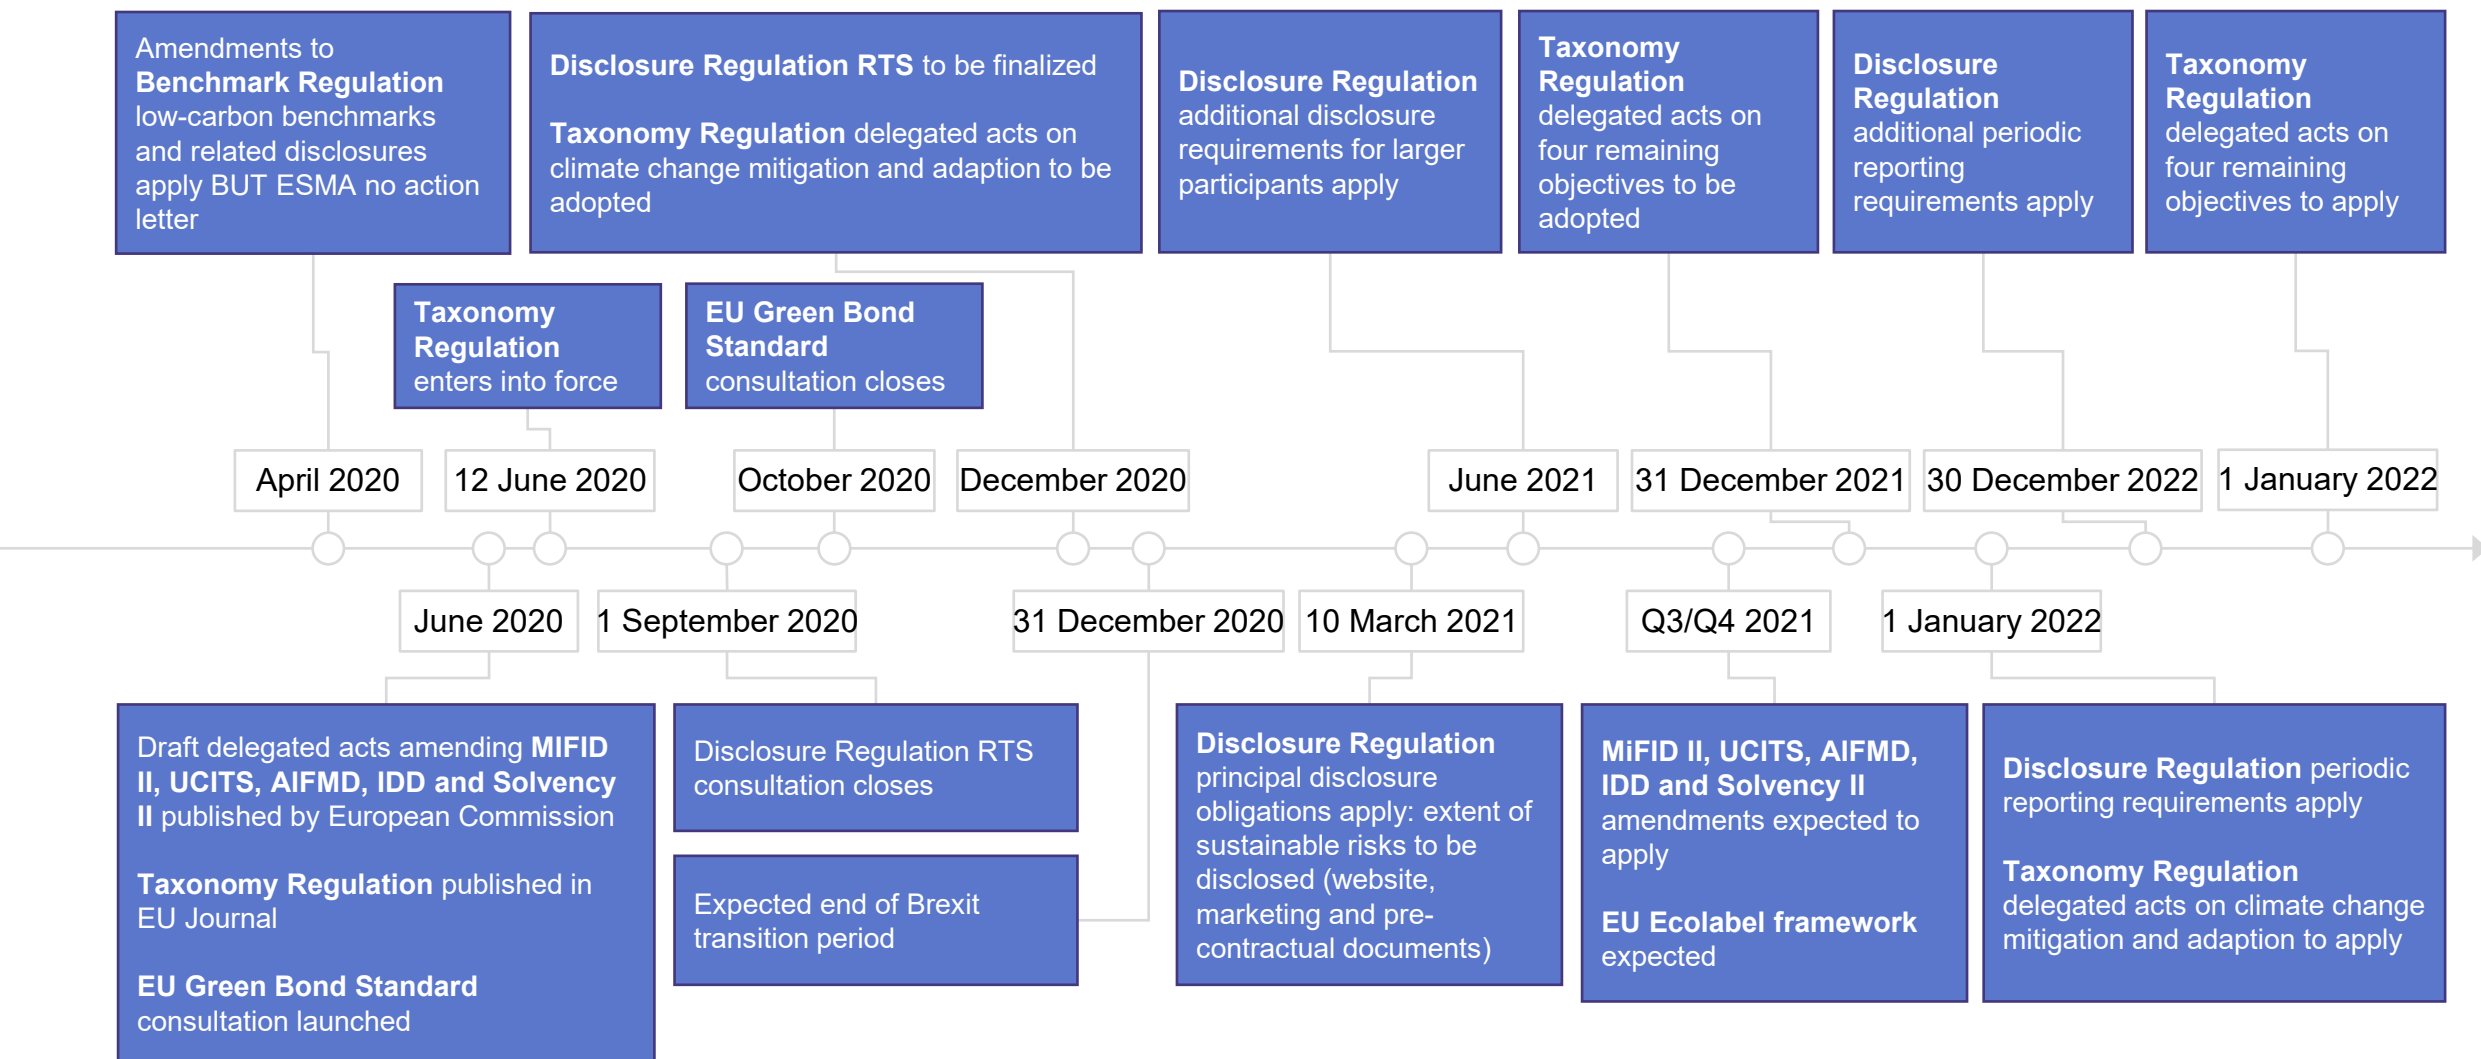 Amendments to
Benchmark Regulation
low-carbon benchmarks
and related disclosures
apply BUT ESMA no action
letter
Disclosure Regulation RTS to be finalized
Taxonomy Regulation delegated acts on
climate change mitigation and adaption to be
adopted
Disclosure Regulation
additional disclosure
requirements for larger
participants apply
Taxonomy
Regulation
delegated acts on
four remaining
objectives to be
adopted
Disclosure
Regulation
additional periodic
reporting
requirements apply
Taxonomy
Regulation
delegated acts on
four remaining
objectives to apply
Taxonomy
Regulation
enters into force
EU Green Bond
Standard
consultation closes
April 2020
12 June 2020
October 2020
December 2020
June 2021
31 December 2021
30 December 2022
1 January 2022
June 2020
1 September 2020
31 December 2020
10 March 2021
Q3/Q4 2021
1 January 2022
Draft delegated acts amending MIFID
II, UCITS, AIFMD, IDD and Solvency
II published by European Commission
Taxonomy Regulation published in
EU Journal
EU Green Bond Standard
consultation launched
Disclosure Regulation RTS
consultation closes
Expected end of Brexit
transition period
Disclosure Regulation
principal disclosure
obligations apply: extent of
sustainable risks to be
disclosed (website,
marketing and pre-
contractual documents)
MiFID II, UCITS, AIFMD,
IDD and Solvency II
amendments expected to
apply
EU Ecolabel framework
expected
Disclosure Regulation periodic
reporting requirements apply
Taxonomy Regulation
delegated acts on climate change
mitigation and adaption to apply